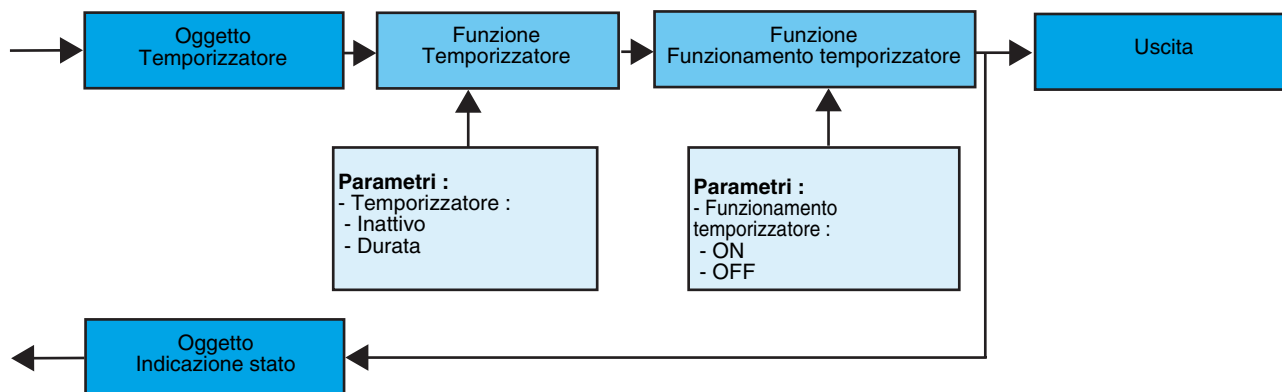 Oggetto
Temporizzatore
Funzione
Temporizzatore
Funzione
Funzionamento temporizzatore
Uscita
Parametri :
- Temporizzatore :
- Inattivo
- Durata
Parametri :
- Funzionamento
temporizzatore :
- ON
- OFF
Oggetto
Indicazione stato